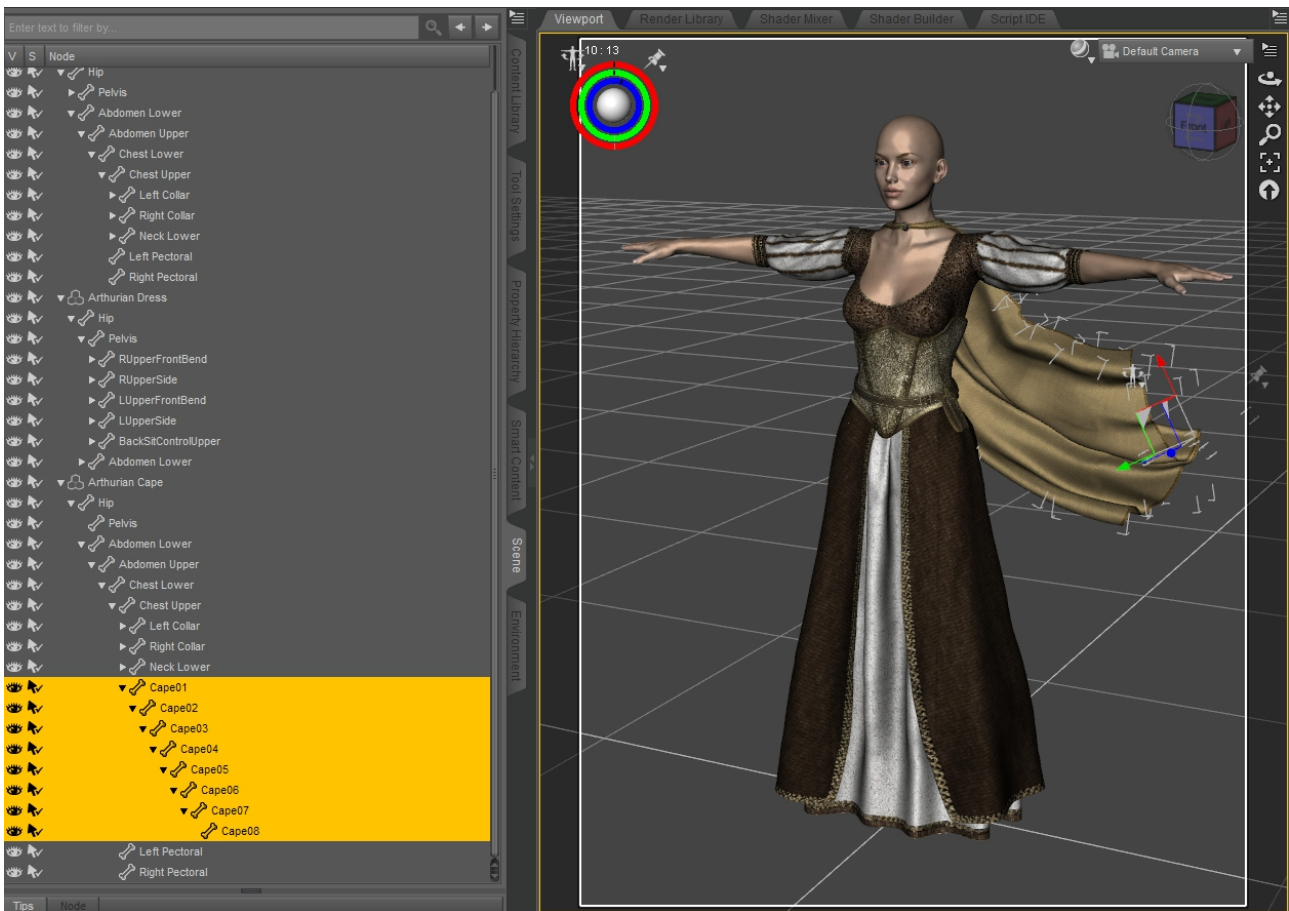 Enter text to filter by...
V S Node
Hip
Pelvis
Abdomen Lower
Abdomen Upper
Chest Lower
Chest Upper
Left Collar
Right Collar
Neck Lower
Left Pectoral
Right Pectoral
Arthurian Dress
Hip
Pelvis
RUpperFrontBend
RUpperSide
LUpperFrontBend
LUpperSide
BackSitControlUpper
Abdomen Lower
Arthurian Cape
Hip
Pelvis
Abdomen Lower
Abdomen Upper
Chest Lower
Chest Upper
Left Collar
Right Collar
Neck Lower
Cape01
Cape02
Cape03
Cape04
Cape05
Cape06
Cape07
Cape08
Left Pectoral
Right Pectoral
Tips Node
Content Library
Tool Settings
Property Hierarchy
Smart Content
Scene
Environment
Viewport Render Library Shader Mixer Shader Builder Script IDE
10 : 13
Default Camera
Front